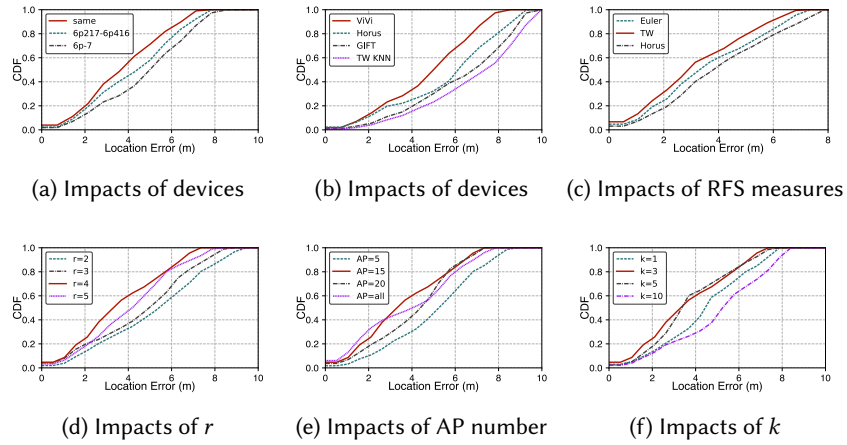 1.0
0.8
0.6
0.4
0.2
0.0
CDF
same
6p217-6p416
6p-7
0 2 4 6 8 10
Location Error (m)
(a) Impacts of devices
1.0
0.8
0.6
0.4
0.2
0.0
CDF
ViVi
Horus
GIFT
TW KNN
0 2 4 6 8 10
Location Error (m)
(b) Impacts of devices
1.0
0.8
0.6
0.4
0.2
0.0
CDF
Euler
TW
Horus
0 2 4 6 8
Location Error (m)
(c) Impacts of RFS measures
1.0
0.8
0.6
0.4
0.2
0.0
CDF
r=2
r=3
r=4
r=5
0 2 4 6 8 10
Location Error (m)
(d) Impacts of r
1.0
0.8
0.6
0.4
0.2
0.0
CDF
AP=5
AP=15
AP=20
AP=all
0 2 4 6 8 10
Location Error (m)
(e) Impacts of AP number
1.0
0.8
0.6
0.4
0.2
0.0
CDF
k=1
k=3
k=5
k=10
0 2 4 6 8 10
Location Error (m)
(f) Impacts of k